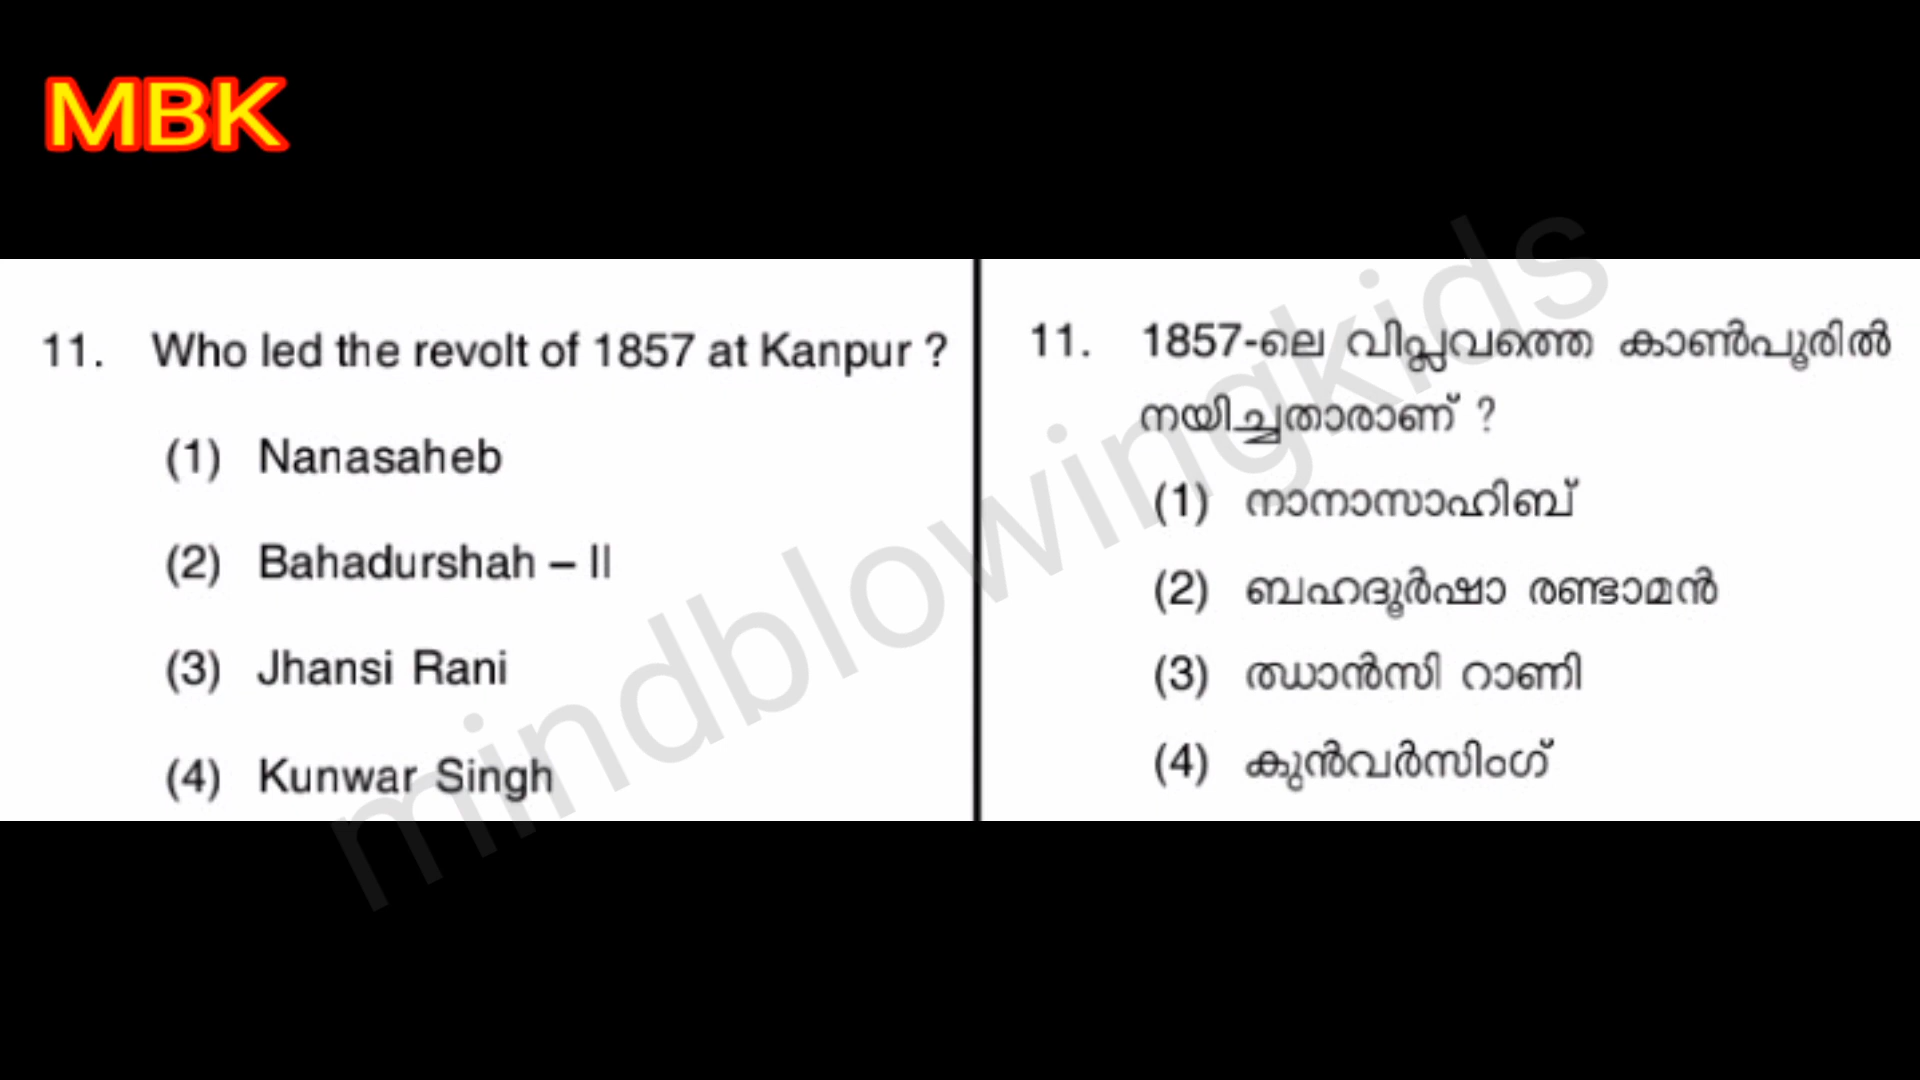 MBK
11. Who led the revolt of 1857 at Kanpur ?
(1) Nanasaheb
(2) Bahadurshah – II
(3) Jhansi Rani
(4) Kunwar Singh
11. 1857-ലെ വിപ്ലവത്തെ കാൺപൂരിൽ
നയിച്ചതാരാണ് ?
(1) നാനാസാഹിബ്
(2) ബഹദൂർഷാ രണ്ടാമൻ
(3) ഝാൻസി റാണി
(4) കുൻവർസിംഗ്
mindblowingkids